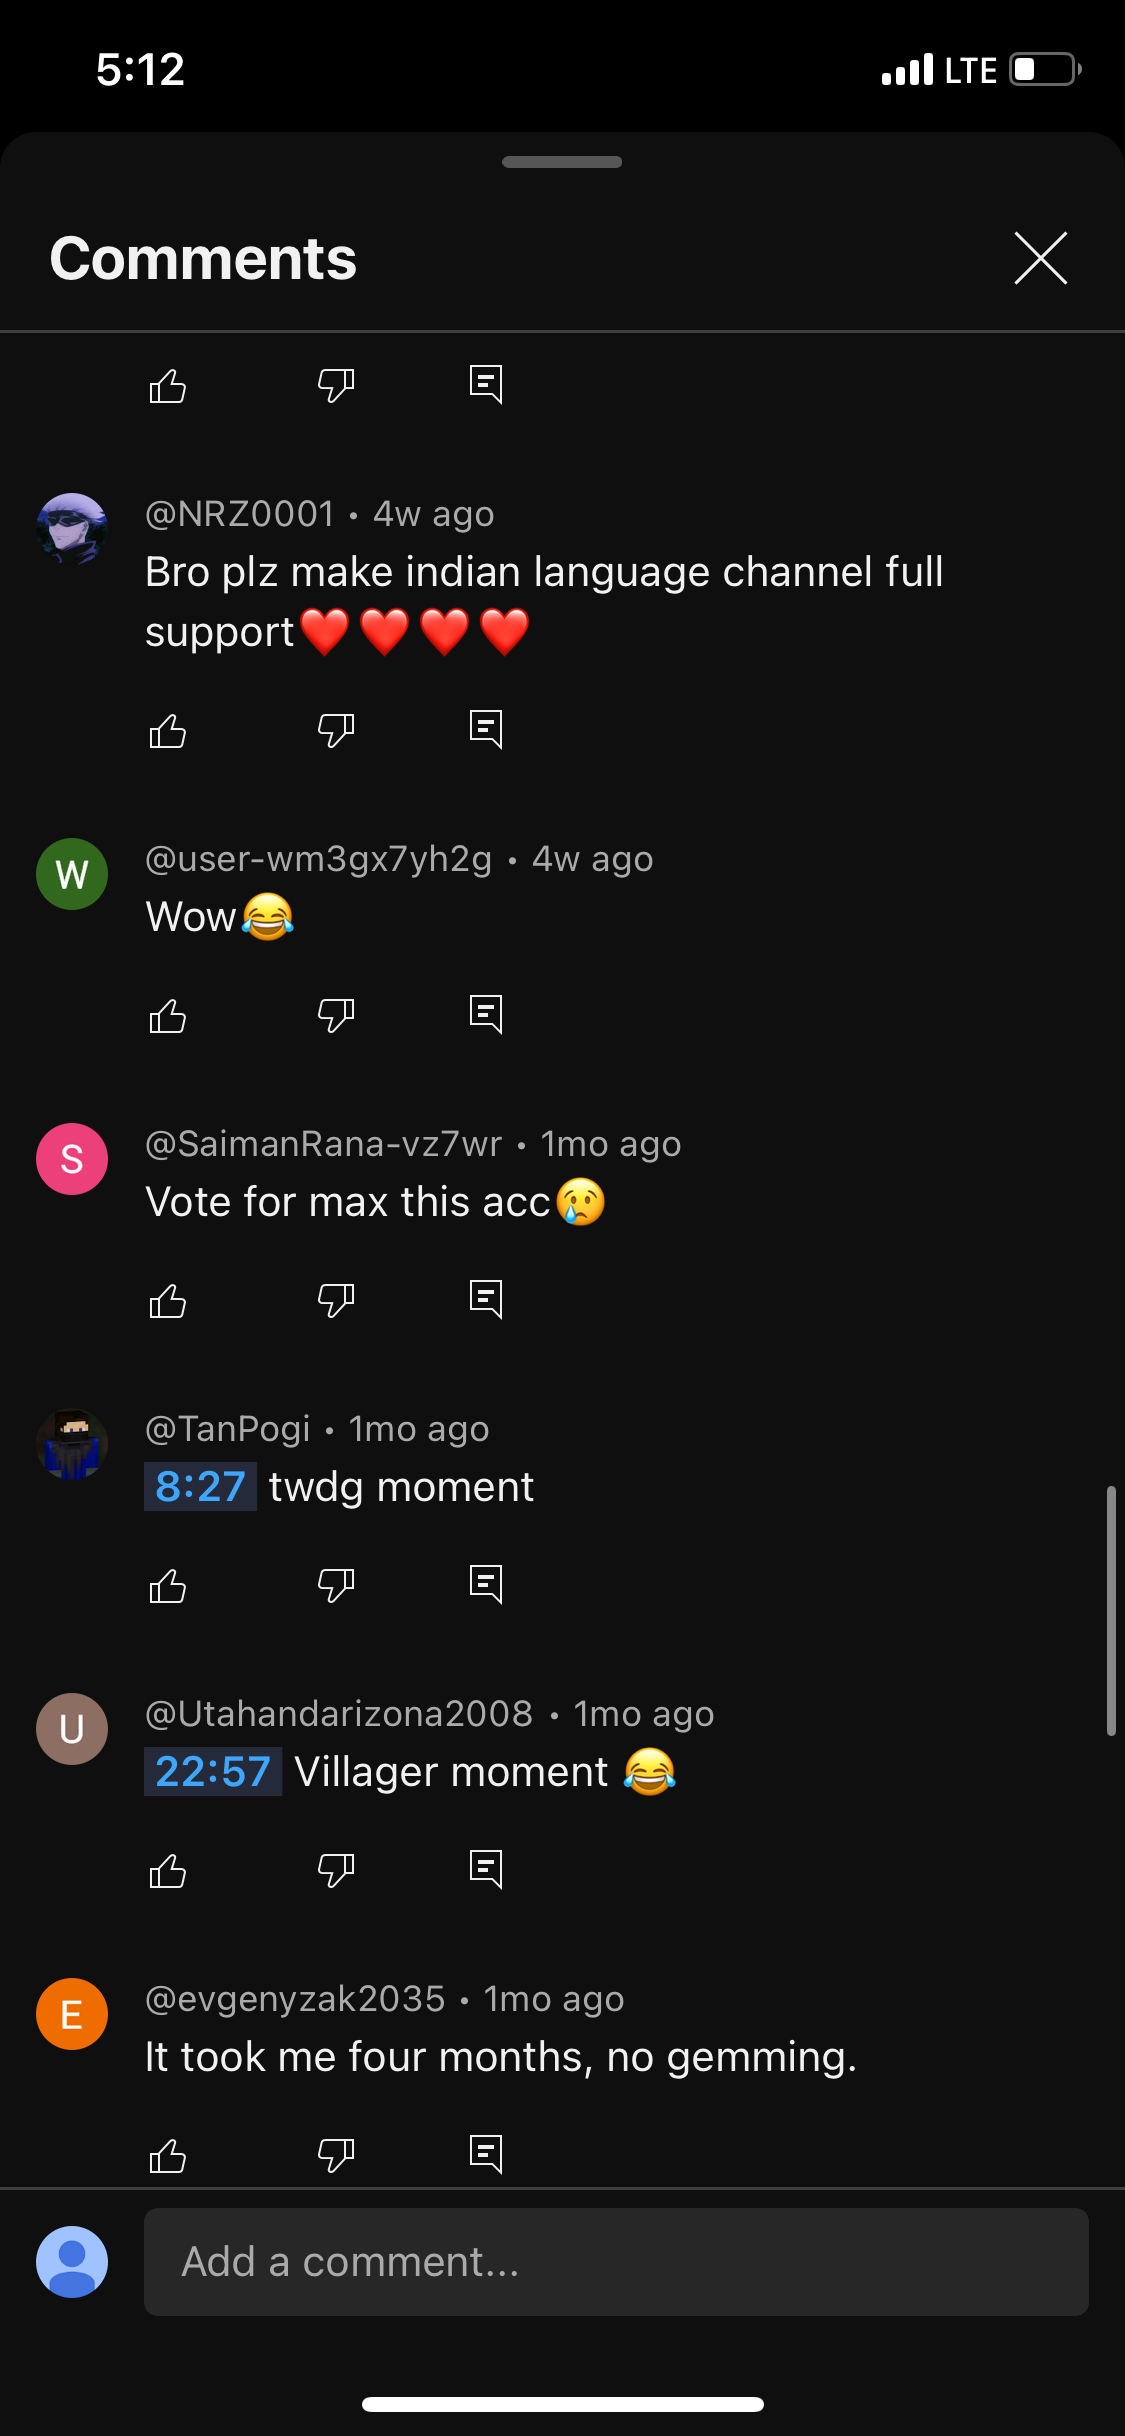 5:12
LTE
Comments
@NRZ0001 • 4w ago
Bro plz make indian language channel full
support❤️❤️❤️❤️
W
@user-wm3gx7yh2g • 4w ago
Wow😂
S
@SaimanRana-vz7wr • 1mo ago
Vote for max this acc😢
@TanPogi • 1mo ago
8:27 twdg moment
U
@Utahandarizona2008 • 1mo ago
22:57 Villager moment 😂
E
@evgenyzak2035 • 1mo ago
It took me four months, no gemming.
Add a comment...